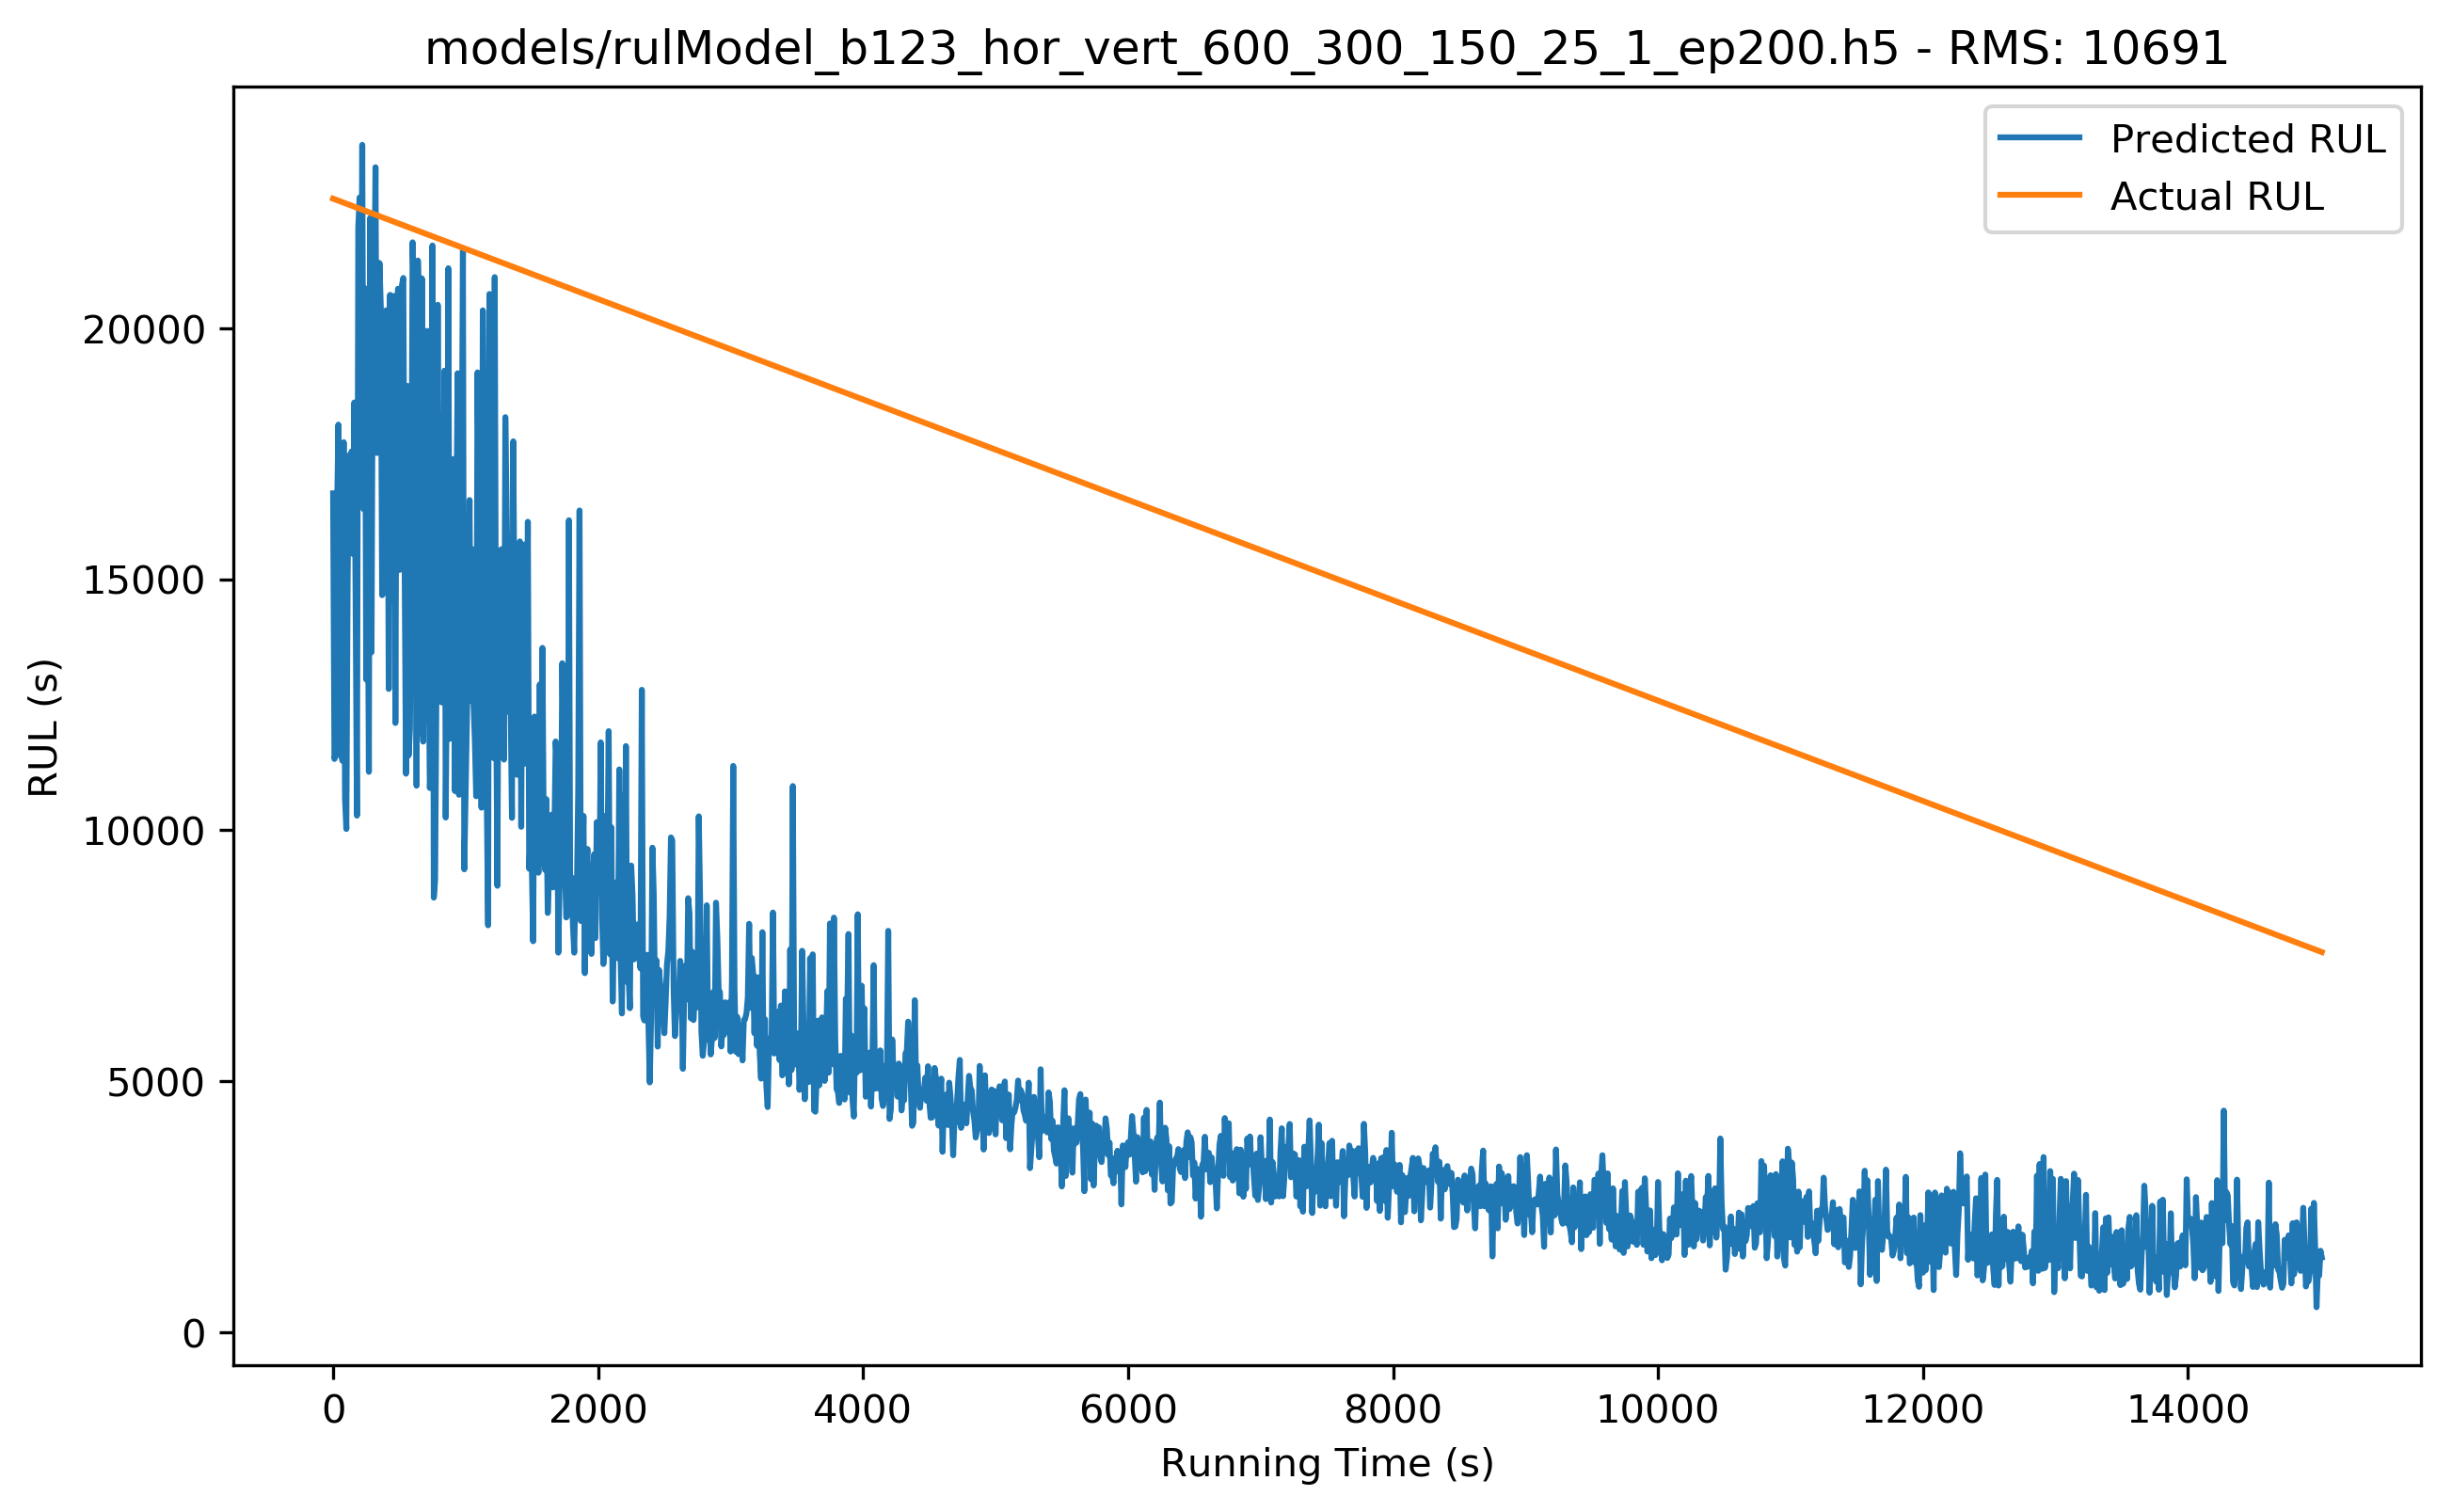 models/rulModel_b123_hor_vert_600_300_150_25_1_ep200.h5 - RMS: 10691
Predicted RUL
Actual RUL
RUL (s)
20000
15000
10000
5000
0
0 2000 4000 6000 8000 10000 12000 14000
Running Time (s)